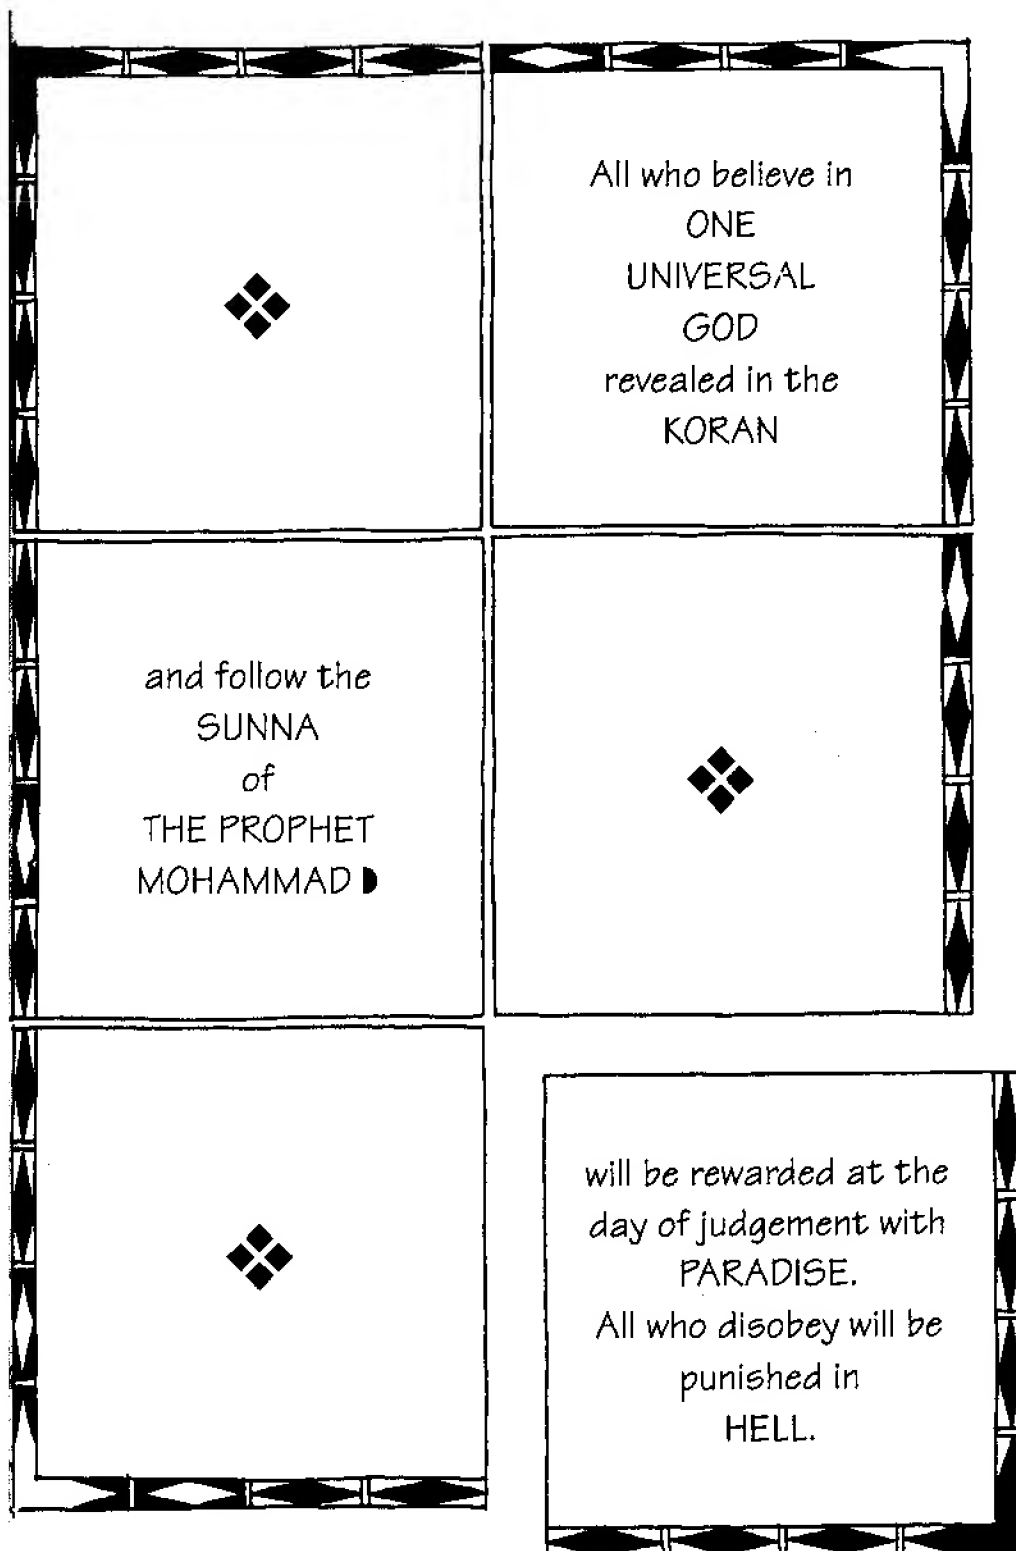 All who believe in
ONE
UNIVERSAL
GOD
revealed in the
KORAN
and follow the
SUNNA
of
THE PROPHET
MOHAMMAD
will be rewarded at the
day of judgement with
PARADISE.
All who disobey will be
punished in
HELL.